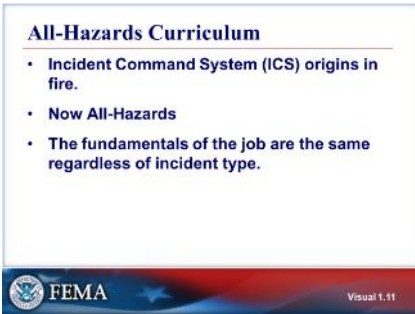 All-Hazards Curriculum
• Incident Command System (ICS) origins in
fire.
• Now All-Hazards
• The fundamentals of the job are the same
regardless of incident type.
FEMA
Visual 1.11